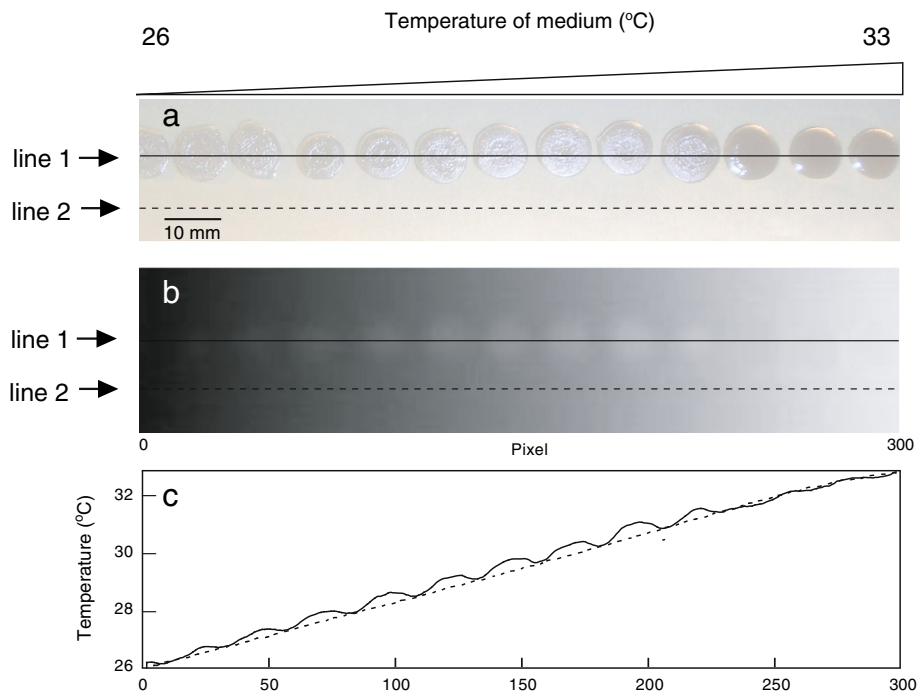 Temperature of medium (°C)
26
33
a
line 1
line 2
10 mm
b
line 1
line 2
0
Pixel
300
c
Temperature (°C)
32
30
28
26
0
50
100
150
200
250
300